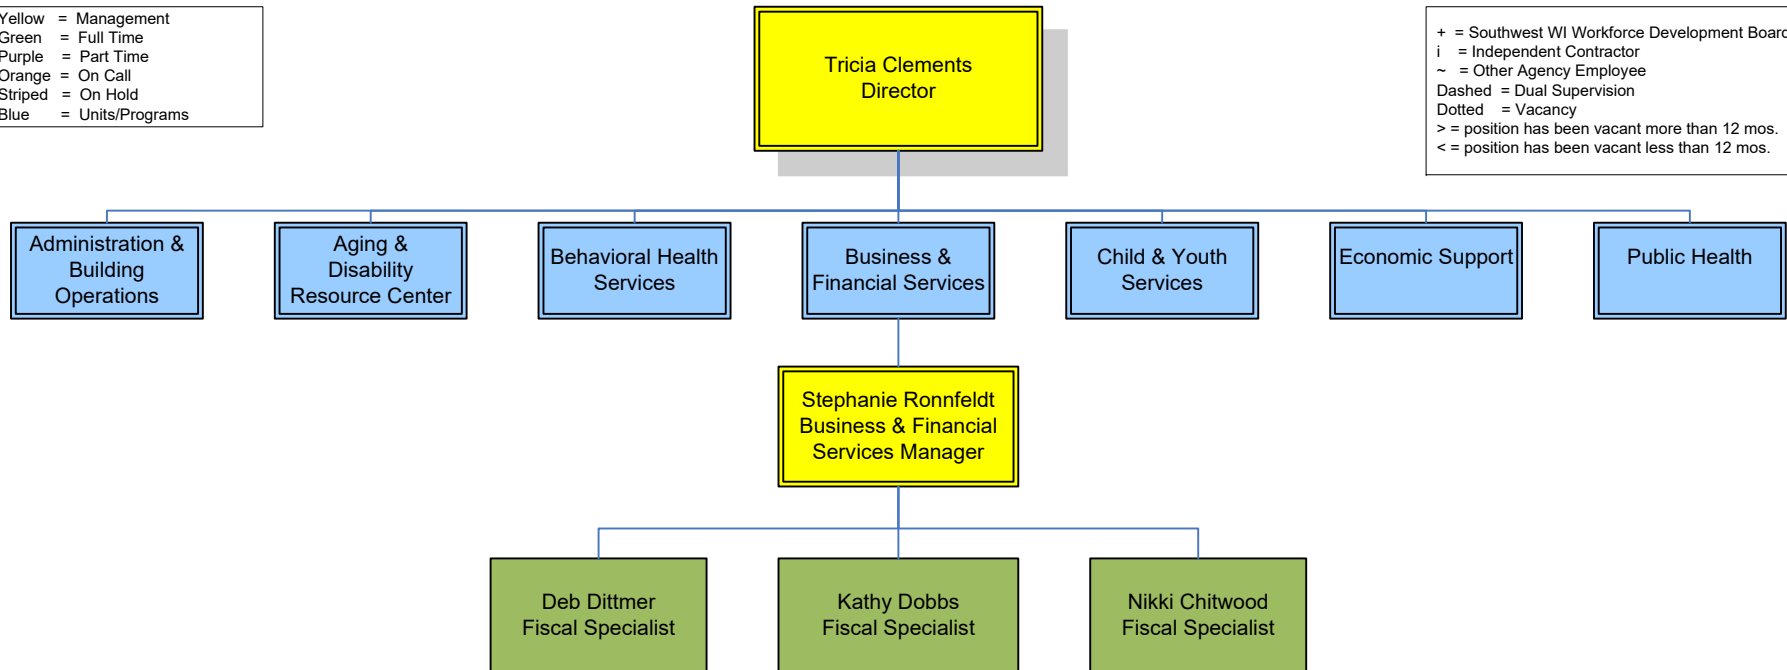 Yellow = Management
Green = Full Time
Purple = Part Time
Orange = On Call
Striped = On Hold
Blue = Units/Programs
Tricia Clements
Director
+ = Southwest WI Workforce Development Board
i = Independent Contractor
~ = Other Agency Employee
Dashed = Dual Supervision
Dotted = Vacancy
> = position has been vacant more than 12 mos.
< = position has been vacant less than 12 mos.
Administration &
Building
Operations
Aging &
Disability
Resource Center
Behavioral Health
Services
Business &
Financial Services
Child & Youth
Services
Economic Support
Public Health
Stephanie Ronnfeldt
Business & Financial
Services Manager
Deb Dittmer
Fiscal Specialist
Kathy Dobbs
Fiscal Specialist
Nikki Chitwood
Fiscal Specialist